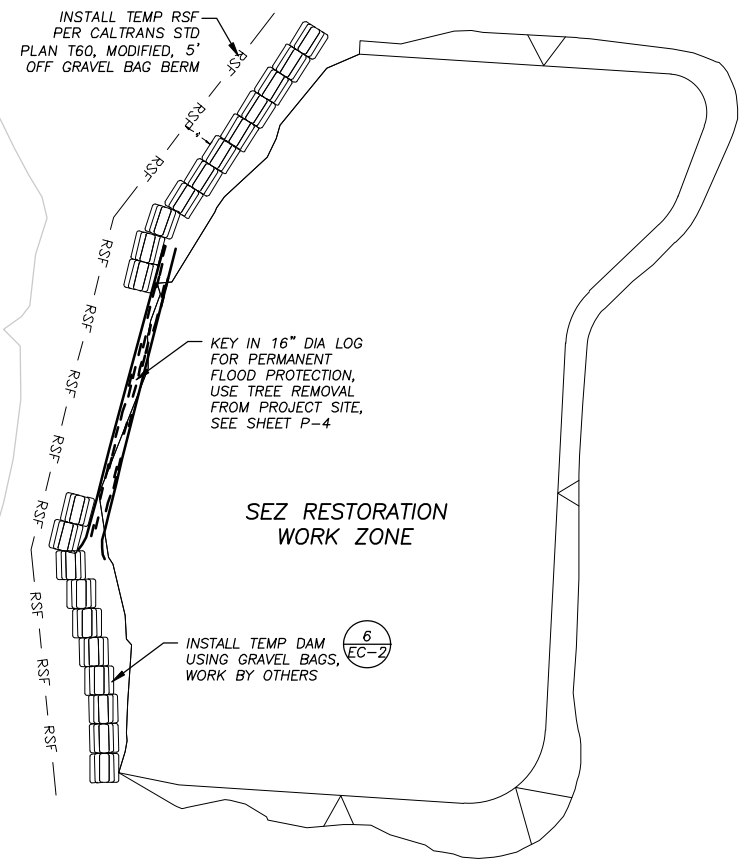 INSTALL TEMP RSF
PER CALTRANS STD
PLAN T60, MODIFIED, 5'
OFF GRAVEL BAG BERM
RSF
RSF
RSF
RSF
RSF
RSF
RSF
RSF
RSF
KEY IN 16" DIA LOG
FOR PERMANENT
FLOOD PROTECTION,
USE TREE REMOVAL
FROM PROJECT SITE,
SEE SHEET P-4
SEZ RESTORATION
WORK ZONE
RSF
RSF
RSF
INSTALL TEMP DAM
USING GRAVEL BAGS,
WORK BY OTHERS
6
EC-2